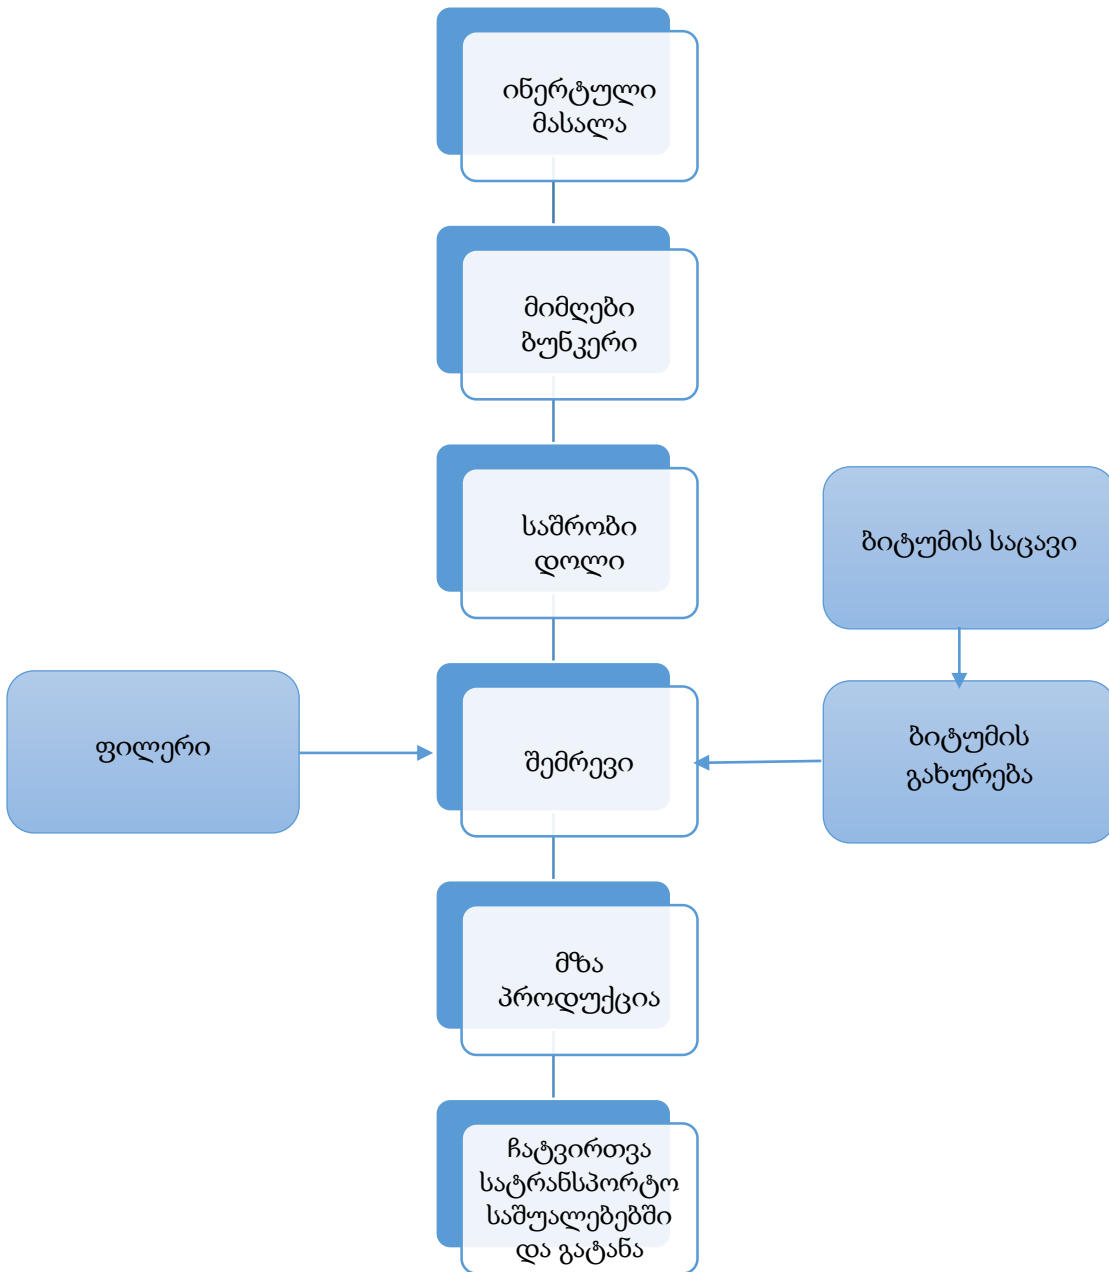 ინერტული
მასალა
მიმღები
ბუნკერი
საშრობი
დოლი
ბიტუმის საცავი
ფილერი
შემრევი
ბიტუმის
გახურება
მზა
პროდუქცია
ჩატვირთვა
სატრანსპორტო
საშუალებებში
და გატანა